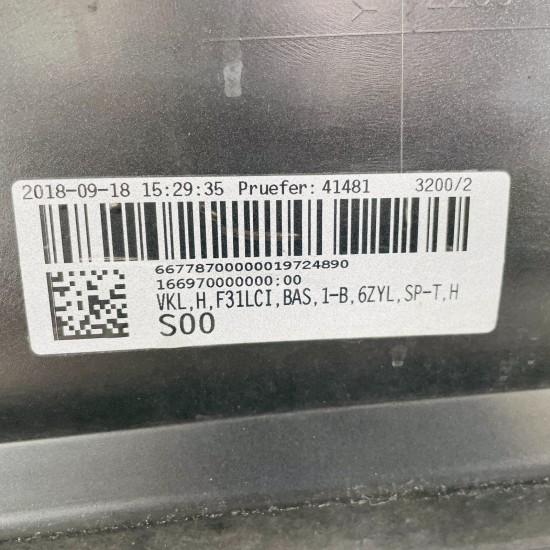 2018-09-18 15:29:35 Pruefer: 41481 3200/2
66778700000019724890
166970000000:00
VKL,H,F31LCI,BAS,1-B,6ZYL,SP-T,H
S00